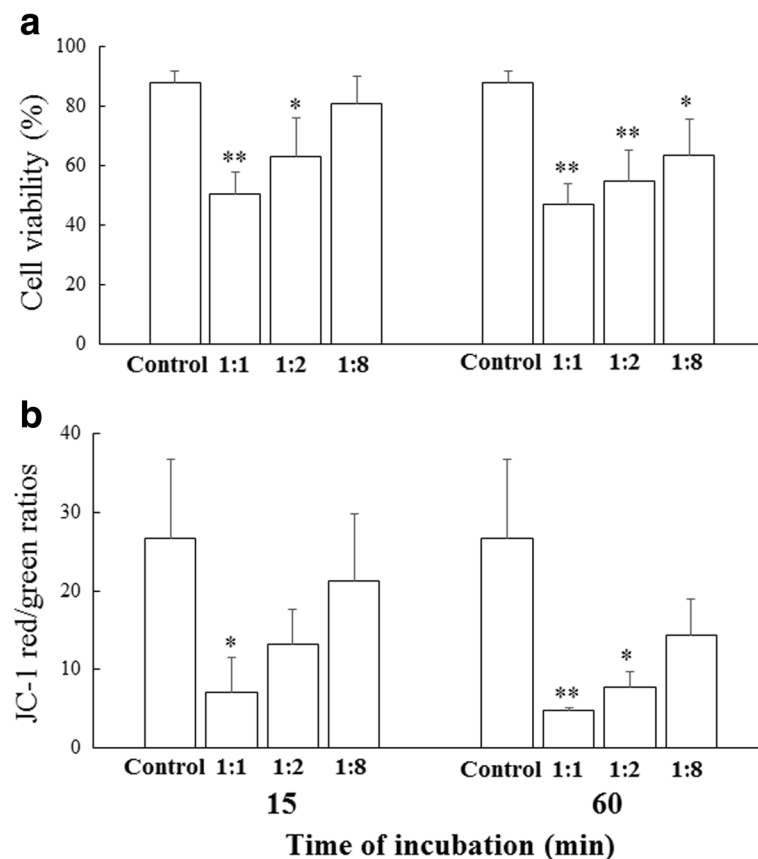 a
Cell viability (%)
100
80
60
40
20
0
** * ** ** *
Control 1:1 1:2 1:8 Control 1:1 1:2 1:8
b
JC-1 red/green ratios
40
30
20
10
0
* ** *
Control 1:1 1:2 1:8 Control 1:1 1:2 1:8
15 60
Time of incubation (min)